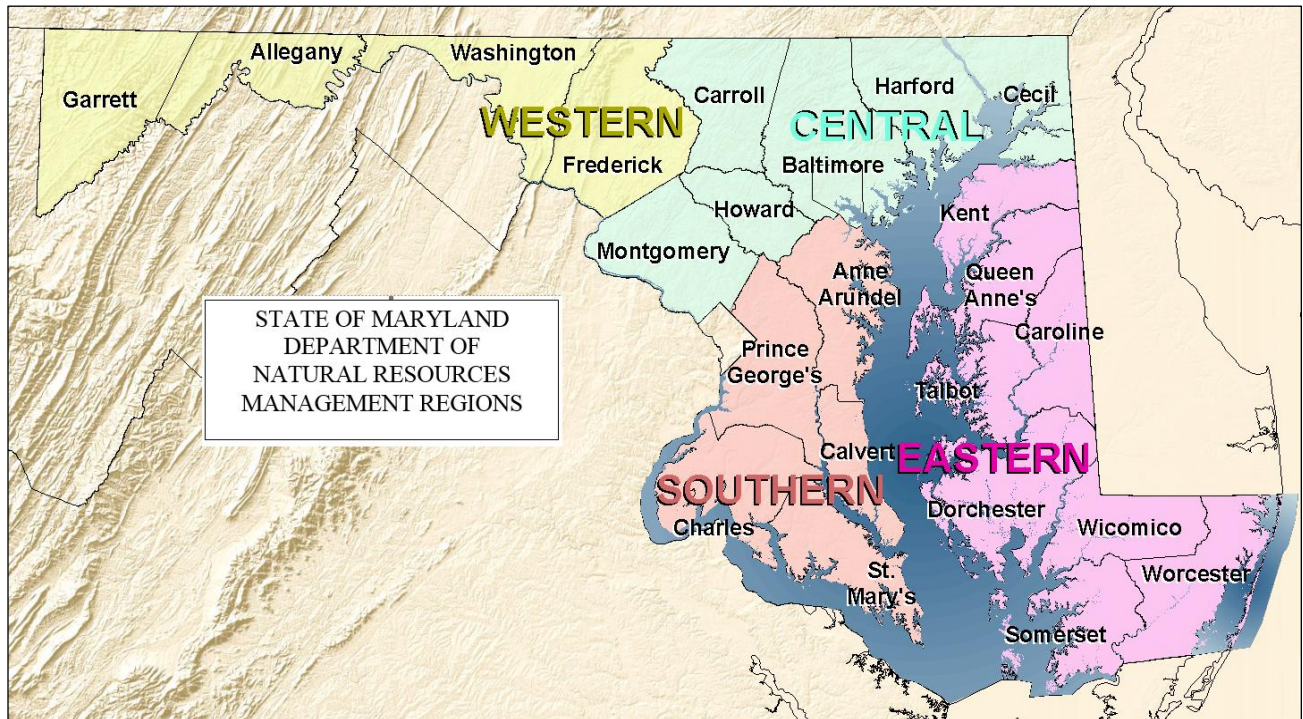 Allegany
Washington
Garrett
WESTERN
Frederick
Carroll
Harford
Cecil
CENTRAL
Baltimore
Howard
Montgomery
Kent
Anne
Arundel
Queen
Anne's
Caroline
STATE OF MARYLAND
DEPARTMENT OF
NATURAL RESOURCES
MANAGEMENT REGIONS
Prince
George's
Talbot
Calvert
EASTERN
SOUTHERN
Charles
Dorchester
Wicomico
St.
Mary's
Worcester
Somerset